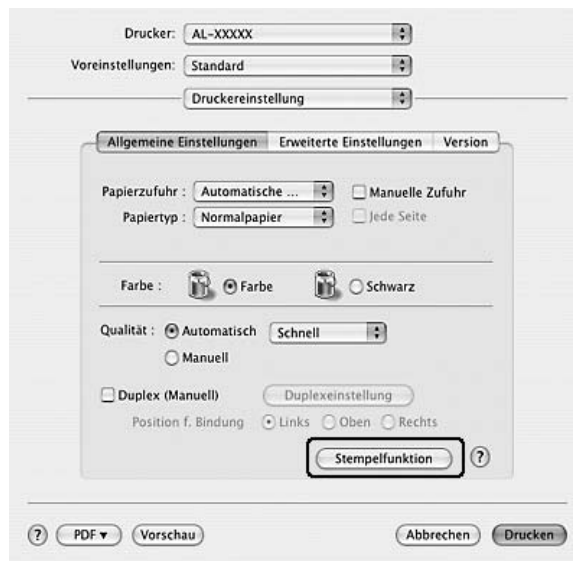 Drucker: AL-XXXXX
Voreinstellungen: Standard
Druckereinstellung
Allgemeine Einstellungen Erweiterte Einstellungen Version
Papierzufuhr : Automatische ... Manuelle Zufuhr
Papiertyp : Normalpapier Jede Seite
Farbe : Farbe Schwarz
Qualität : Automatisch Schnell
Manuell
Duplex (Manuell) Duplexeinstellung
Position f. Bindung Links Oben Rechts
Stempelfunktion ?
? PDF Vorschau Abbrechen Drucken